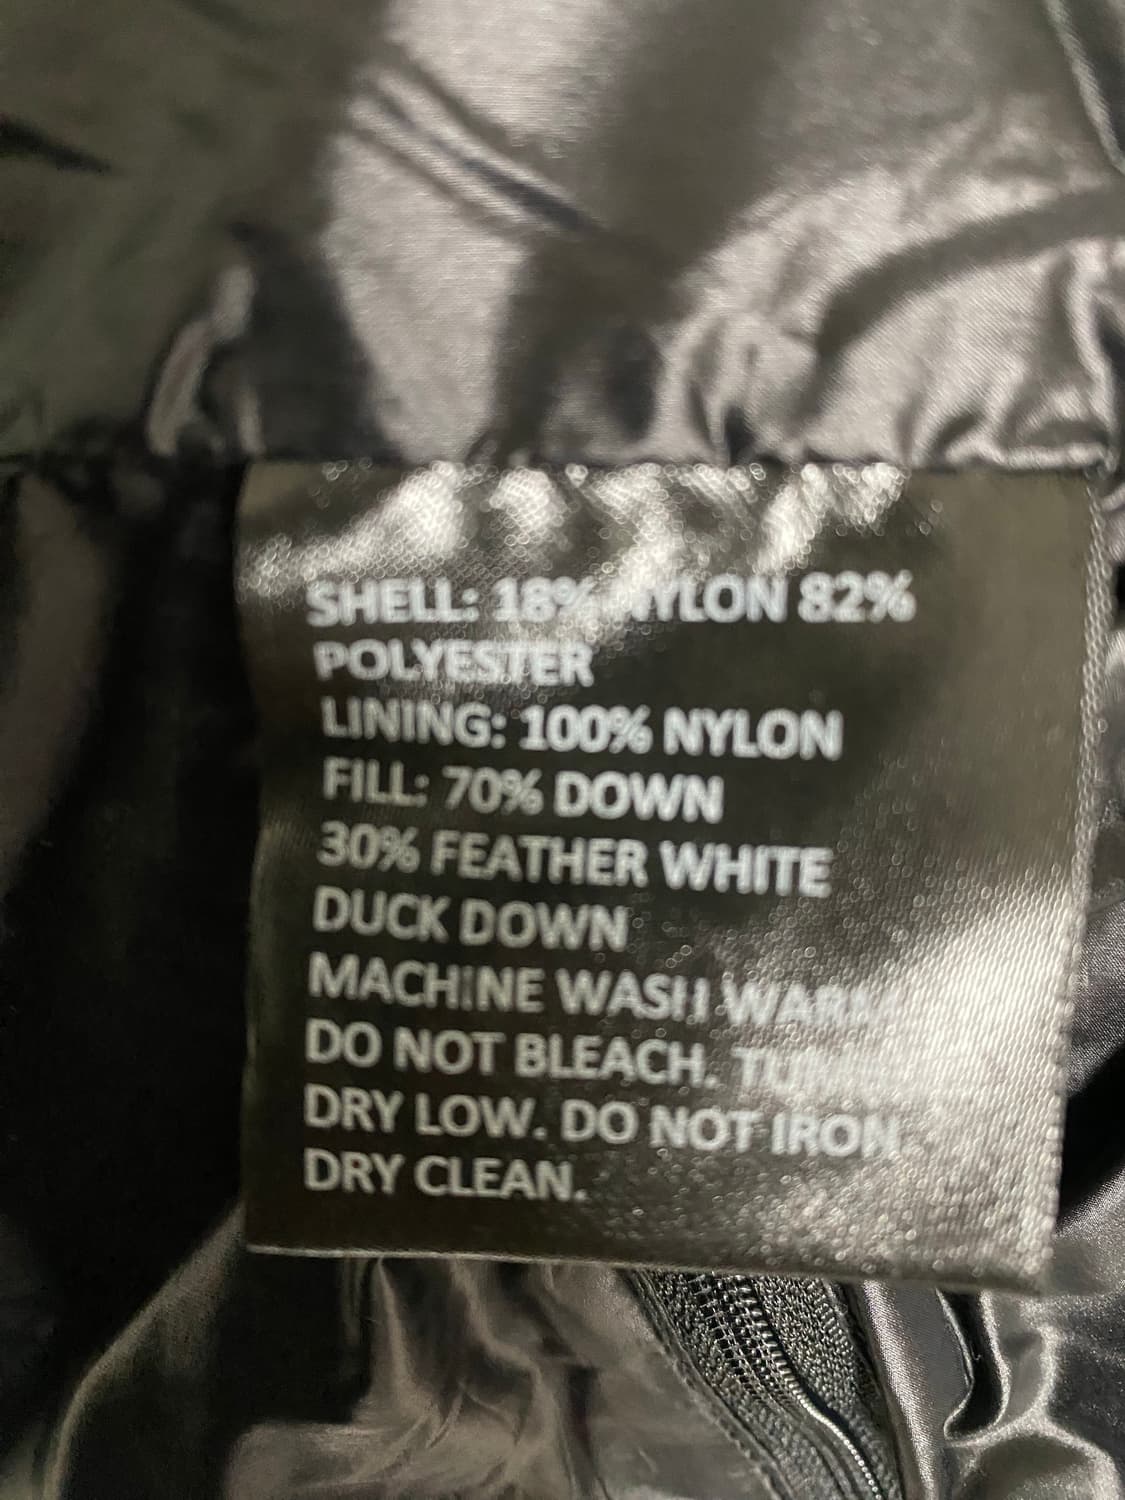 SHELL: 18% NYLON 82%
POLYESTER
LINING: 100% NYLON
FILL: 70% DOWN
30% FEATHER WHITE
DUCK DOWN
MACHINE WASH WARM
DO NOT BLEACH.
DRY LOW. DO NOT IRON
DRY CLEAN.